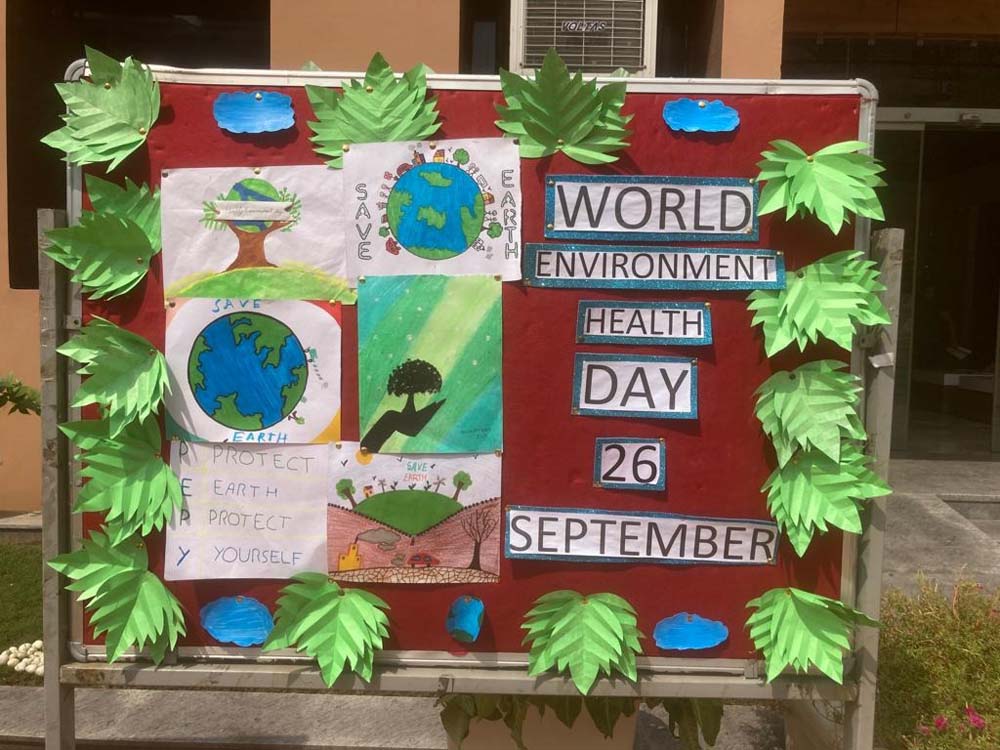 VOLTAS
SAVE EARTH
SAVE
EARTH
P PROTECT
E EARTH
P PROTECT
Y YOURSELF
SAVE
EARTH
WORLD
ENVIRONMENT
HEALTH
DAY
26
SEPTEMBER